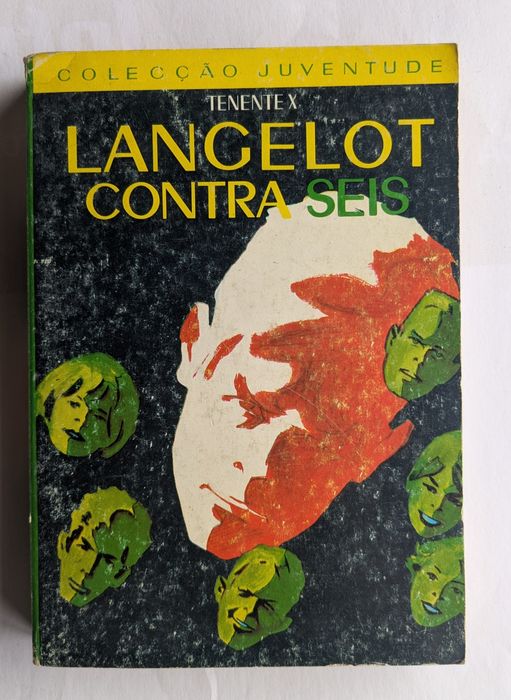 COLECÇÃO JUVENTUDE
TENENTE X
LANGELOT
CONTRA SEIS